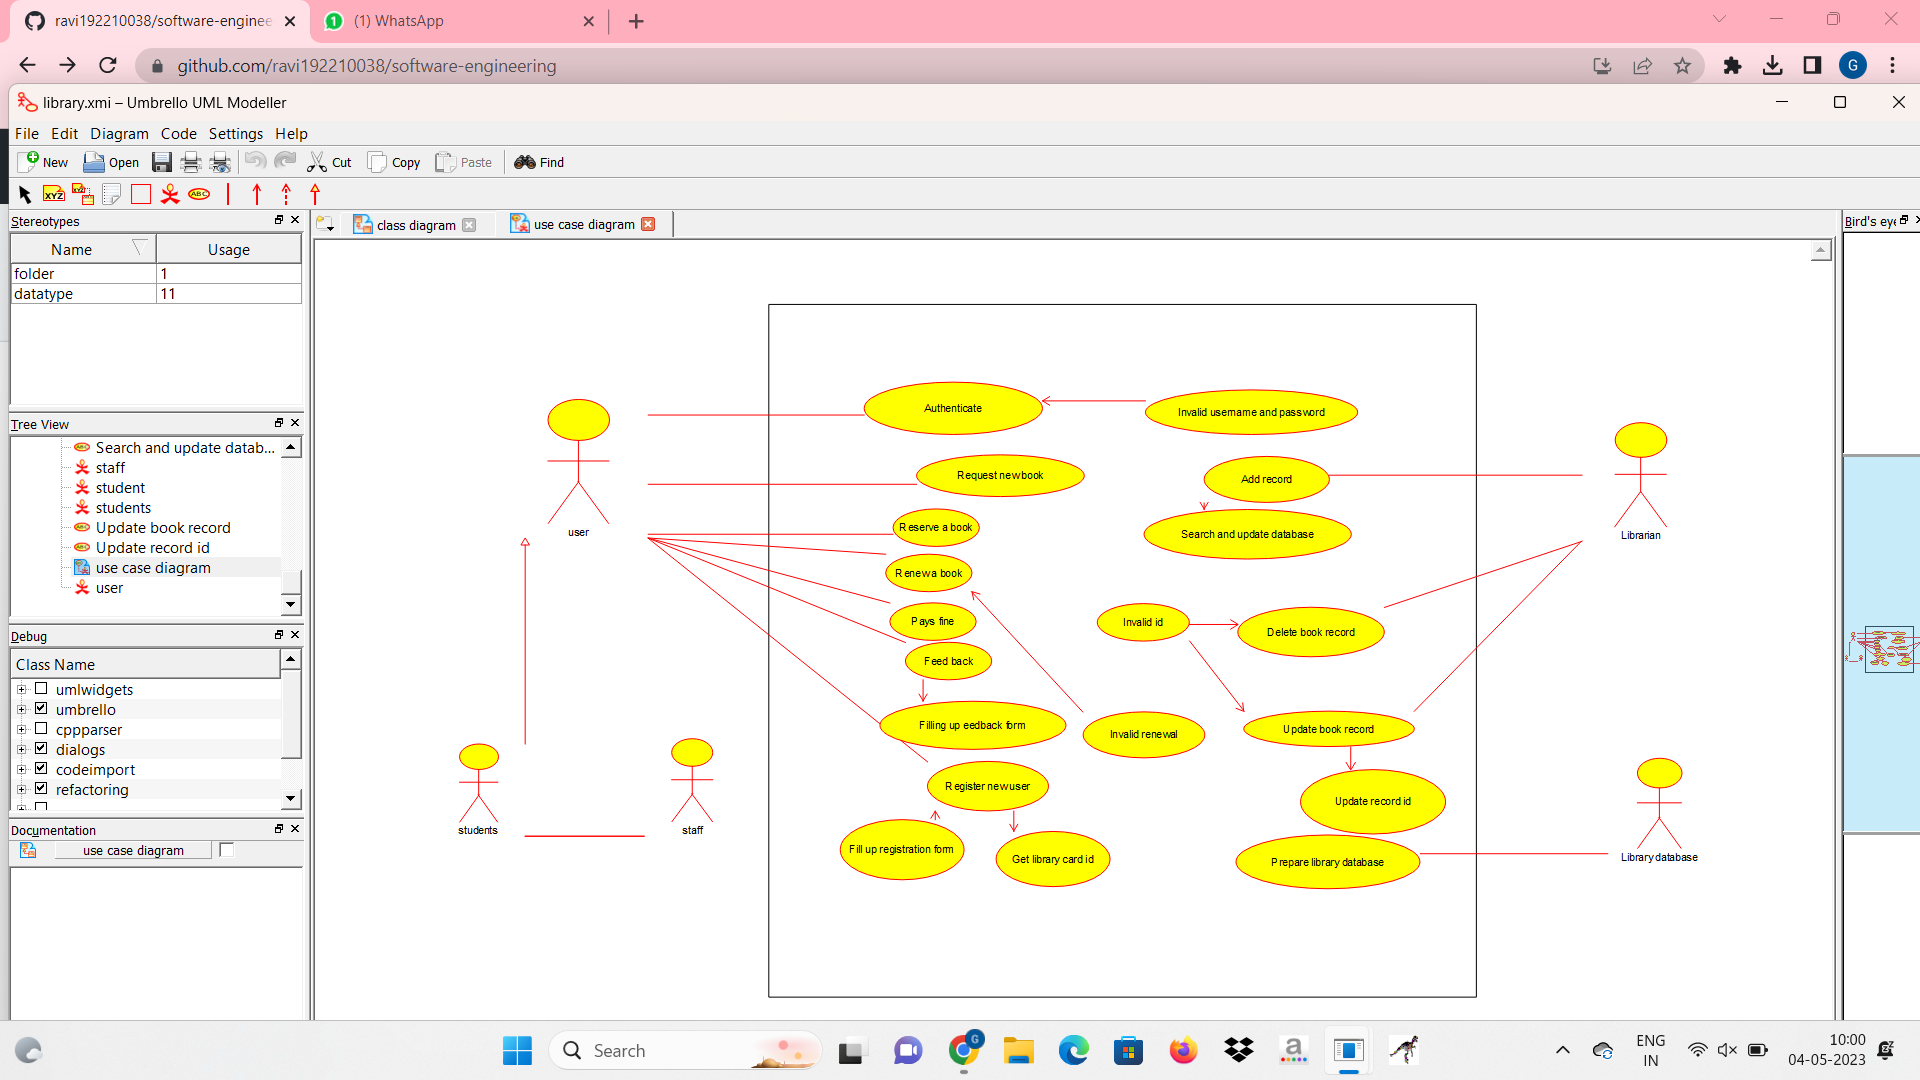 ravi192210038/software-enginee
(1) WhatsApp
github.com/ravi192210038/software-engineering
G
library.xmi – Umbrello UML Modeller
File Edit Diagram Code Settings Help
New Open Cut Copy Paste Find
XYZ XYZ ABC
Stereotypes
Name Usage
folder 1
datatype 11
Tree View
Search and update datab...
staff
student
students
Update book record
Update record id
use case diagram
user
Debug
Class Name
umlwidgets
umbrello
cppparser
dialogs
codeimport
refactoring
Documentation
use case diagram
class diagram
use case diagram
Bird's eye
Authenticate
Invalid username and password
Request new book
Add record
Reserve a book
Search and update database
user
Librarian
Renew a book
Pays fine
Invalid id
Delete book record
Feed back
Filling up eedback form
Invalid renewal
Update book record
Register new user
Update record id
students
staff
Fill up registration form
Get library card id
Prepare library database
Library database
Search
G
a
ENG
IN
10:00
04-05-2023